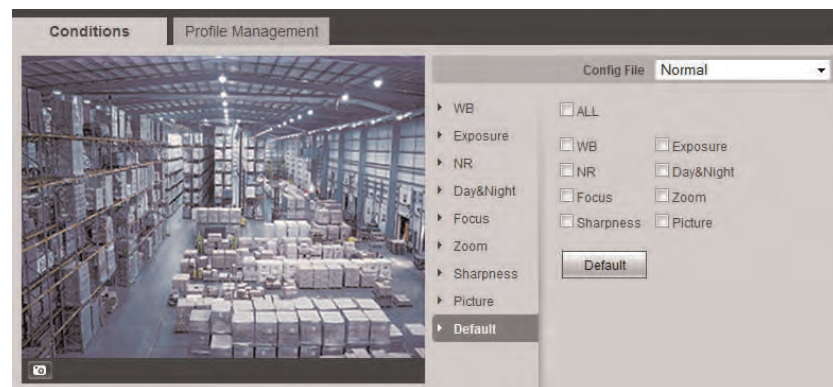 Conditions
Profile Management
Config File Normal
WB
Exposure
NR
Day&Night
Focus
Zoom
Sharpness
Picture
Default
ALL
WB Exposure
NR Day&Night
Focus Zoom
Sharpness Picture
Default